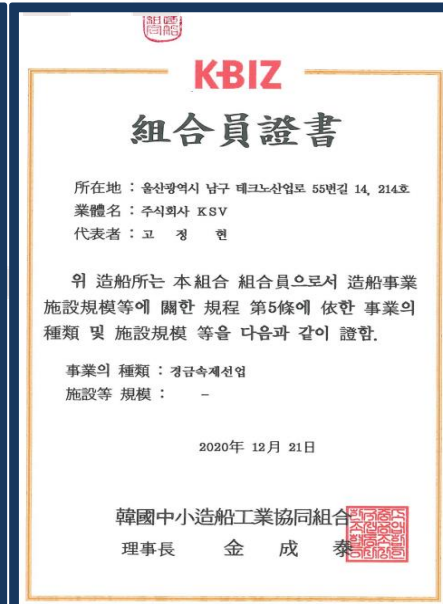 KBIZ
組合員證書
所在地 : 울산광역시 남구 테크노산업로 55번길 14, 214호
業體名 : 주식회사 KSV
代表者 : 고 정 현
위 造船所는 本組合 組合員으로서 造船事業
施設規模等에 關한 規程 第5條에 依한 事業의
種類 및 施設規模 等을 다음과 같이 證함.
事業의 種類 : 경금속제선업
施設等 規模 : -
2020年 12月 21日
韓國中小造船工業協同組合
理事長 金 成 泰